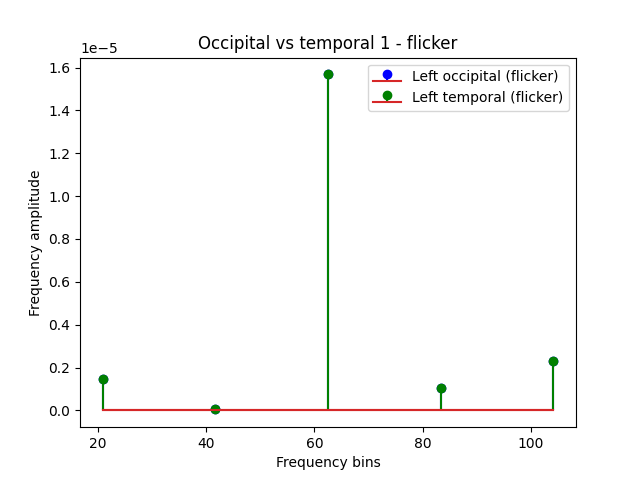 Occipital vs temporal 1 - flicker
1e−5
Left occipital (flicker)
Left temporal (flicker)
1.6
1.4
1.2
1.0
0.8
0.6
0.4
0.2
0.0
Frequency amplitude
20 40 60 80 100
Frequency bins